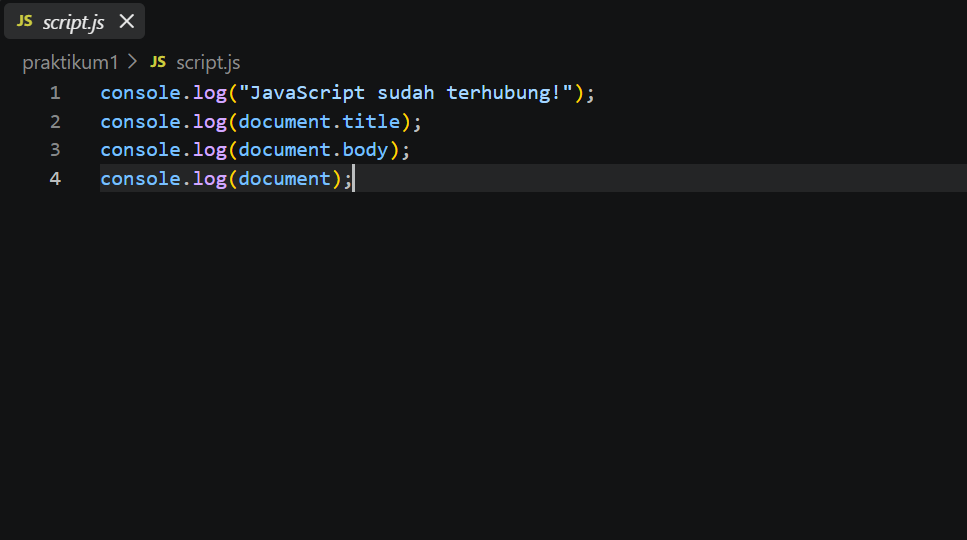 JS script.js ×
praktikum1 > JS script.js
1 console.log("JavaScript sudah terhubung!");
2 console.log(document.title);
3 console.log(document.body);
4 console.log(document);